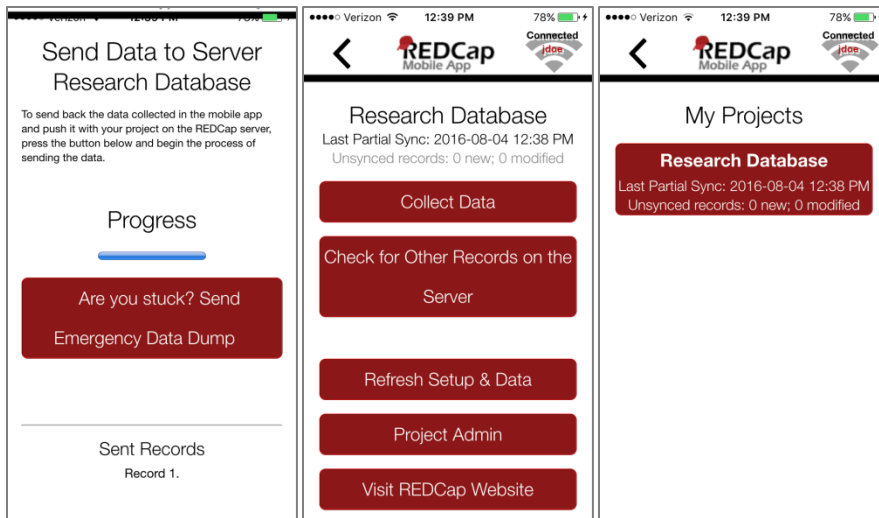 Send Data to Server
Research Database
To send back the data collected in the mobile app
and push it with your project on the REDCap server,
press the button below and begin the process of
sending the data.
Progress
Are you stuck? Send
Emergency Data Dump
Sent Records
Record 1.
Verizon 12:39 PM 78%
REDCap
Mobile App
Connected
jdoe
Research Database
Last Partial Sync: 2016-08-04 12:38 PM
Unsynced records: 0 new; 0 modified
Collect Data
Check for Other Records on the
Server
Refresh Setup & Data
Project Admin
Visit REDCap Website
Verizon 12:39 PM 78%
REDCap
Mobile App
Connected
jdoe
My Projects
Research Database
Last Partial Sync: 2016-08-04 12:38 PM
Unsynced records: 0 new; 0 modified